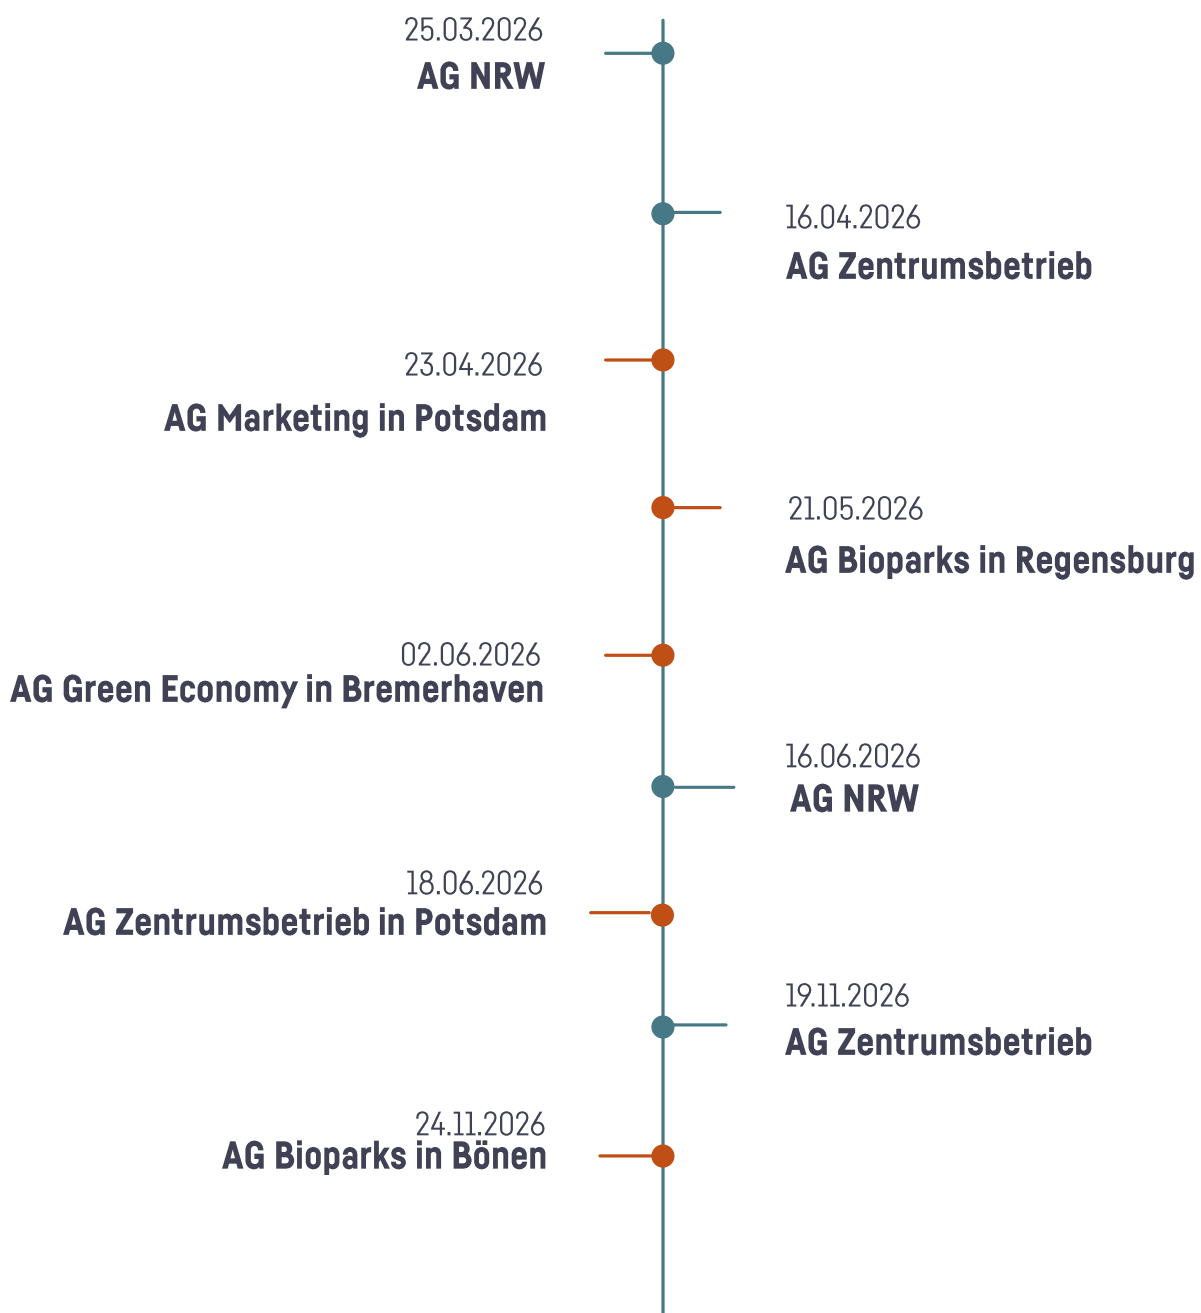 25.03.2026
AG NRW
16.04.2026
AG Zentrumsbetrieb
23.04.2026
AG Marketing in Potsdam
21.05.2026
AG Bioparks in Regensburg
02.06.2026
AG Green Economy in Bremerhaven
16.06.2026
AG NRW
18.06.2026
AG Zentrumsbetrieb in Potsdam
19.11.2026
AG Zentrumsbetrieb
24.11.2026
AG Bioparks in Bönen